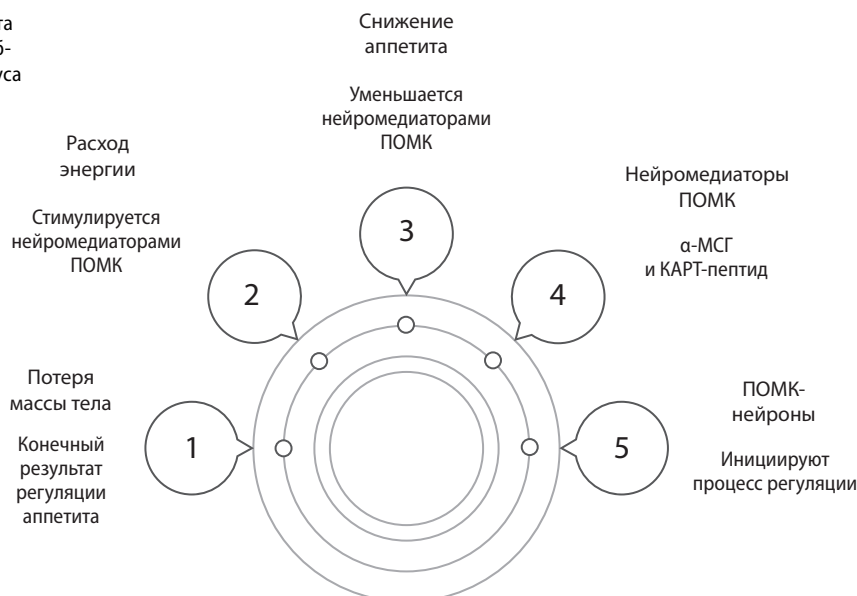 Снижение
аппетита
Уменьшается
нейромедиаторами
ПОМК
3
Расход
энергии
Стимулируется
нейромедиаторами
ПОМК
2
Нейромедиаторы
ПОМК
α-МСГ
и КАРТ-пептид
4
Потеря
массы тела
Конечный
результат
регуляции
аппетита
1
ПОМК-
нейроны
Инициируют
процесс регуляции
5